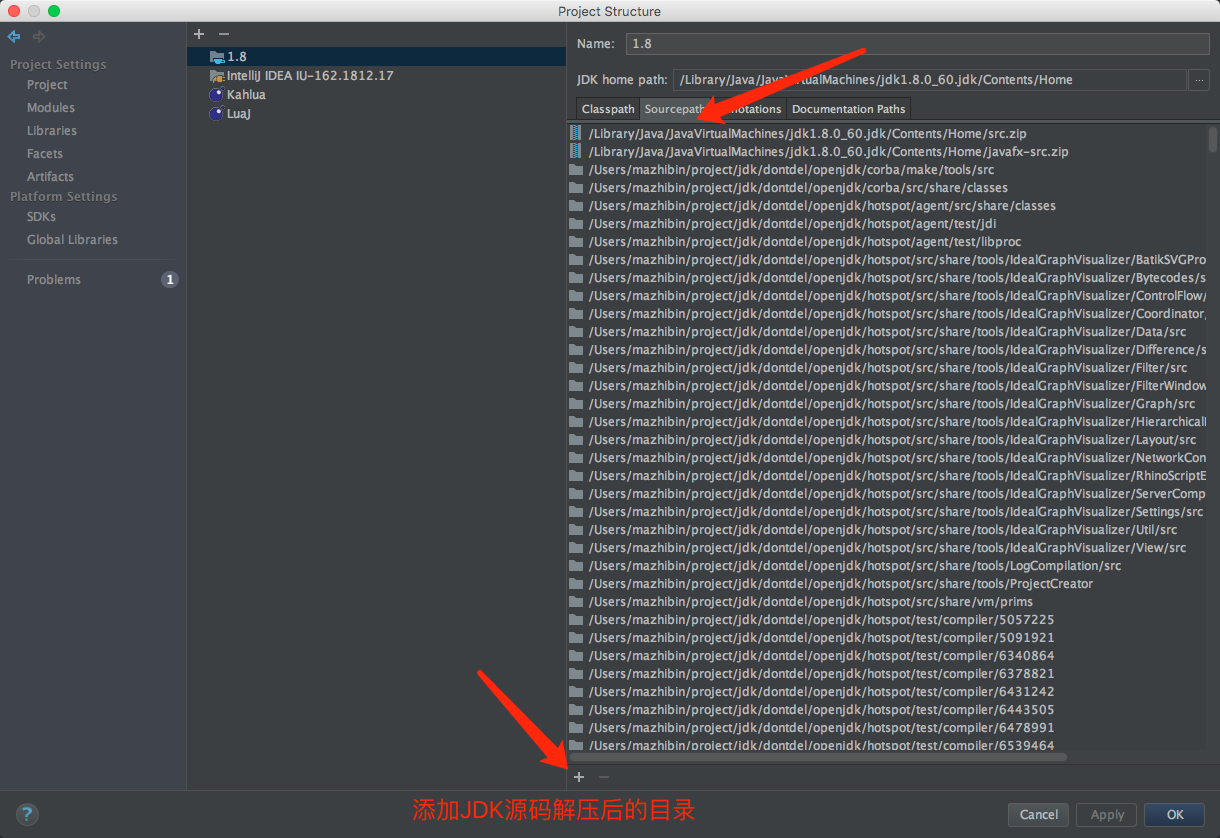 Project Structure
Project Settings
Project
Modules
Libraries
Facets
Artifacts
Platform Settings
SDKs
Global Libraries
Problems
1
1.8
IntelliJ IDEA IU-162.1812.17
Kahlua
LuaJ
Name:
1.8
JDK home path:
/Library/Java/JavaVirtualMachines/jdk1.8.0_60.jdk/Contents/Home
...
Classpath
Sourcepath
notations
Documentation Paths
/Library/Java/JavaVirtualMachines/jdk1.8.0_60.jdk/Contents/Home/src.zip
/Library/Java/JavaVirtualMachines/jdk1.8.0_60.jdk/Contents/Home/javafx-src.zip
/Users/mazhibin/project/jdk/dontdel/openjdk/corba/make/tools/src
/Users/mazhibin/project/jdk/dontdel/openjdk/corba/src/share/classes
/Users/mazhibin/project/jdk/dontdel/openjdk/hotspot/agent/src/share/classes
/Users/mazhibin/project/jdk/dontdel/openjdk/hotspot/agent/test/jdi
/Users/mazhibin/project/jdk/dontdel/openjdk/hotspot/agent/test/libproc
/Users/mazhibin/project/jdk/dontdel/openjdk/hotspot/src/share/tools/IdealGraphVisualizer/BatikSVGPro
/Users/mazhibin/project/jdk/dontdel/openjdk/hotspot/src/share/tools/IdealGraphVisualizer/Bytecodes/s
/Users/mazhibin/project/jdk/dontdel/openjdk/hotspot/src/share/tools/IdealGraphVisualizer/ControlFlow/
/Users/mazhibin/project/jdk/dontdel/openjdk/hotspot/src/share/tools/IdealGraphVisualizer/Coordinator/
/Users/mazhibin/project/jdk/dontdel/openjdk/hotspot/src/share/tools/IdealGraphVisualizer/Data/src
/Users/mazhibin/project/jdk/dontdel/openjdk/hotspot/src/share/tools/IdealGraphVisualizer/Difference/s
/Users/mazhibin/project/jdk/dontdel/openjdk/hotspot/src/share/tools/IdealGraphVisualizer/Filter/src
/Users/mazhibin/project/jdk/dontdel/openjdk/hotspot/src/share/tools/IdealGraphVisualizer/FilterWindow
/Users/mazhibin/project/jdk/dontdel/openjdk/hotspot/src/share/tools/IdealGraphVisualizer/Graph/src
/Users/mazhibin/project/jdk/dontdel/openjdk/hotspot/src/share/tools/IdealGraphVisualizer/Hierarchical
/Users/mazhibin/project/jdk/dontdel/openjdk/hotspot/src/share/tools/IdealGraphVisualizer/Layout/src
/Users/mazhibin/project/jdk/dontdel/openjdk/hotspot/src/share/tools/IdealGraphVisualizer/NetworkCon
/Users/mazhibin/project/jdk/dontdel/openjdk/hotspot/src/share/tools/IdealGraphVisualizer/RhinoScriptE
/Users/mazhibin/project/jdk/dontdel/openjdk/hotspot/src/share/tools/IdealGraphVisualizer/ServerComp
/Users/mazhibin/project/jdk/dontdel/openjdk/hotspot/src/share/tools/IdealGraphVisualizer/Settings/src
/Users/mazhibin/project/jdk/dontdel/openjdk/hotspot/src/share/tools/IdealGraphVisualizer/Util/src
/Users/mazhibin/project/jdk/dontdel/openjdk/hotspot/src/share/tools/IdealGraphVisualizer/View/src
/Users/mazhibin/project/jdk/dontdel/openjdk/hotspot/src/share/tools/LogCompilation/src
/Users/mazhibin/project/jdk/dontdel/openjdk/hotspot/src/share/tools/ProjectCreator
/Users/mazhibin/project/jdk/dontdel/openjdk/hotspot/src/share/vm/prims
/Users/mazhibin/project/jdk/dontdel/openjdk/hotspot/test/compiler/5057225
/Users/mazhibin/project/jdk/dontdel/openjdk/hotspot/test/compiler/5091921
/Users/mazhibin/project/jdk/dontdel/openjdk/hotspot/test/compiler/6340864
/Users/mazhibin/project/jdk/dontdel/openjdk/hotspot/test/compiler/6378821
/Users/mazhibin/project/jdk/dontdel/openjdk/hotspot/test/compiler/6431242
/Users/mazhibin/project/jdk/dontdel/openjdk/hotspot/test/compiler/6443505
/Users/mazhibin/project/jdk/dontdel/openjdk/hotspot/test/compiler/6478991
/Users/mazhibin/project/jdk/dontdel/openjdk/hotspot/test/compiler/6539464
添加JDK源码解压后的目录
?
Cancel
Apply
OK